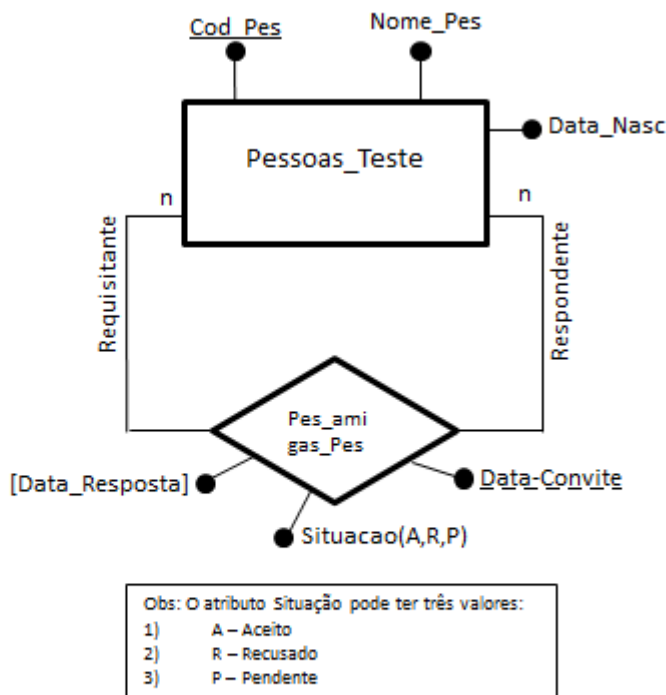 Cod_Pes
Nome_Pes
Data_Nasc
Pessoas_Teste
n
n
Requisitante
Respondente
Pes_ami
gas_Pes
[Data_Resposta]
Data-Convite
Situacao(A,R,P)
Obs: O atributo Situação pode ter três valores:
1) A – Aceito
2) R – Recusado
3) P – Pendente